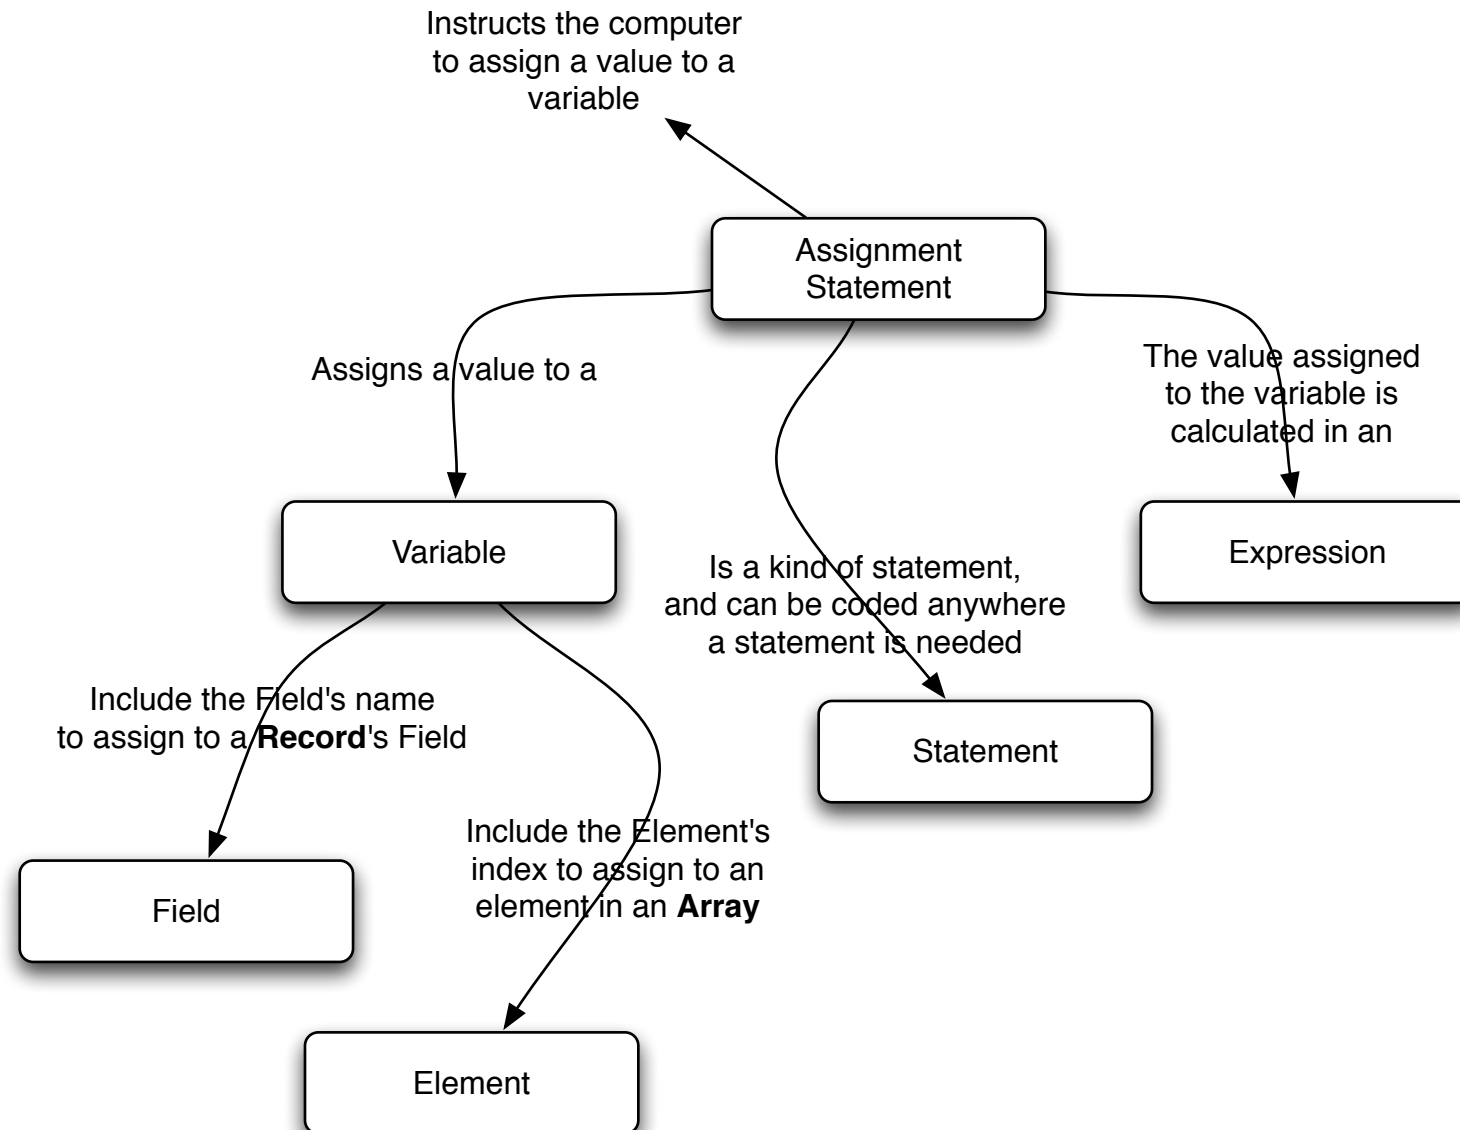 Instructs the computer
to assign a value to a
variable
Assignment
Statement
Assigns a value to a
The value assigned
to the variable is
calculated in an
Variable
Expression
Is a kind of statement,
and can be coded anywhere
a statement is needed
Include the Field's name
to assign to a Record's Field
Statement
Include the Element's
index to assign to an
element in an Array
Field
Element